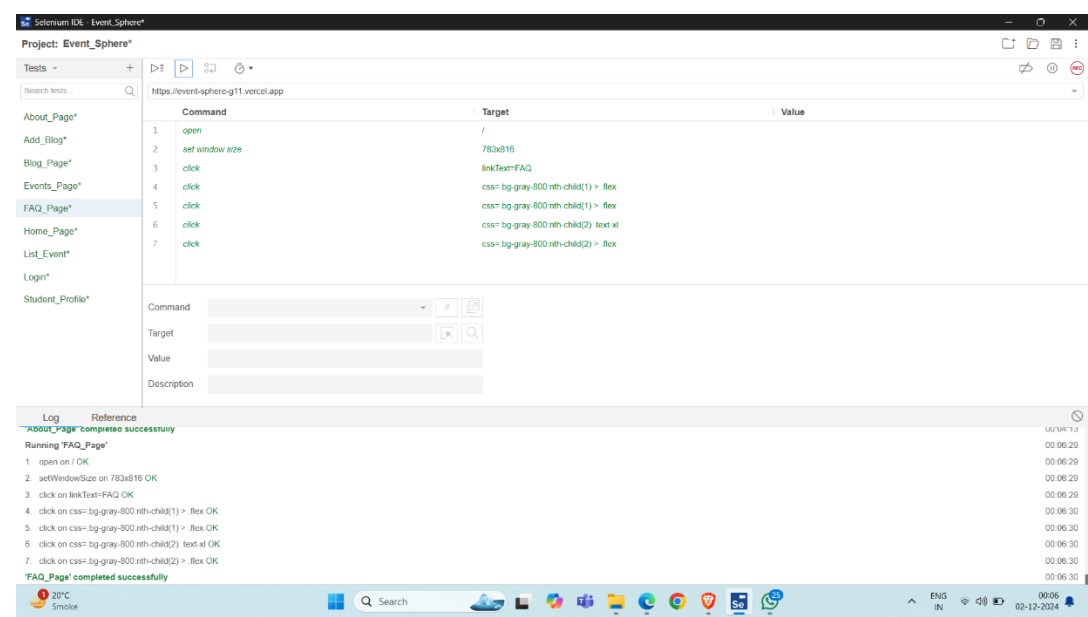 Selenium IDE - Event_Sphere*
Project: Event_Sphere*
Tests
Search tests...
https://event-sphere-g11.vercel.app
Command Target Value
About_Page*
Add_Blog*
Blog_Page*
Events_Page*
FAQ_Page*
Home_Page*
List_Event*
Login*
Student_Profile*
1 open /
2 set window size 783x816
3 click linkText=FAQ
4 click css=.bg-gray-800:nth-child(1) > .flex
5 click css=.bg-gray-800:nth-child(1) > .flex
6 click css=.bg-gray-800:nth-child(2) .text-xl
7 click css=.bg-gray-800:nth-child(2) > .flex
Command //
Target
Value
Description
Log Reference
'About_Page' completed successfully 00:04:13
Running 'FAQ_Page' 00:06:29
1. open on / OK 00:06:29
2. setWindowSize on 783x816 OK 00:06:29
3. click on linkText=FAQ OK 00:06:29
4. click on css=.bg-gray-800:nth-child(1) > .flex OK 00:06:30
5. click on css=.bg-gray-800:nth-child(1) > .flex OK 00:06:30
6. click on css=.bg-gray-800:nth-child(2) .text-xl OK 00:06:30
7. click on css=.bg-gray-800:nth-child(2) > .flex OK 00:06:30
'FAQ_Page' completed successfully 00:06:30
1 20°C
Smoke
Search
Se
25
ENG
IN
00:06
02-12-2024
REC